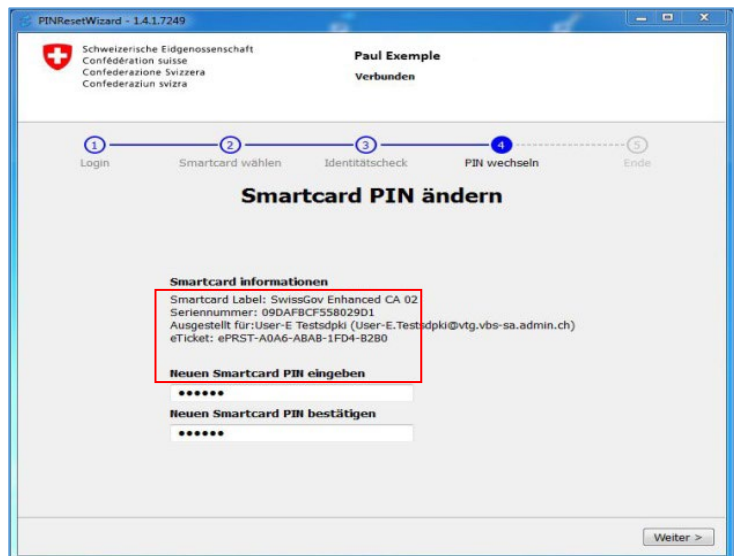 PINResetWizard - 1.4.1.7249
Schweizerische Eidgenossenschaft
Confédération suisse
Confederazione Svizzera
Confederaziun svizra
Paul Exemple
Verbunden
1 2 3 4 5
Login Smartcard wählen Identitätscheck PIN wechseln Ende
Smartcard PIN ändern
Smartcard informationen
Smartcard Label: SwissGov Enhanced CA 02
Seriennummer: 09DAFBCF558029D1
Ausgestellt für:User-E Testsdpki (User-E.Testsdpki@vtg.vbs-sa.admin.ch)
eTicket: ePRST-A0A6-ABAB-1FD4-B2B0
Neuen Smartcard PIN eingeben
••••••
Neuen Smartcard PIN bestätigen
••••••
Weiter >